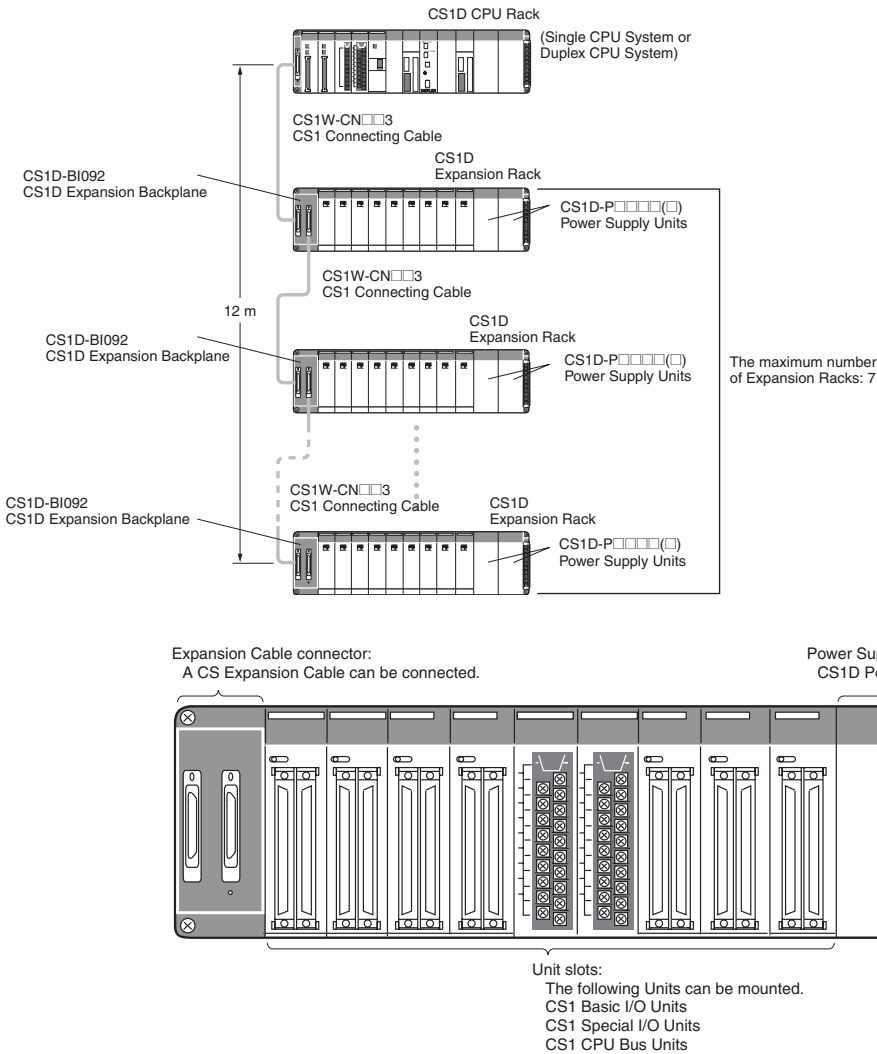 CS1D CPU Rack
(Single CPU System or
Duplex CPU System)
CS1W-CN□□3
CS1 Connecting Cable
CS1D
Expansion Rack
CS1D-BI092
CS1D Expansion Backplane
CS1D-P□□□□(□)
Power Supply Units
CS1W-CN□□3
CS1 Connecting Cable
12 m
CS1D
Expansion Rack
CS1D-BI092
CS1D Expansion Backplane
CS1D-P□□□□(□)
Power Supply Units
The maximum number
of Expansion Racks: 7
CS1W-CN□□3
CS1 Connecting Cable
CS1D
Expansion Rack
CS1D-BI092
CS1D Expansion Backplane
CS1D-P□□□□(□)
Power Supply Units
Expansion Cable connector:
A CS Expansion Cable can be connected.
Power Su
CS1D P
Unit slots:
The following Units can be mounted.
CS1 Basic I/O Units
CS1 Special I/O Units
CS1 CPU Bus Units